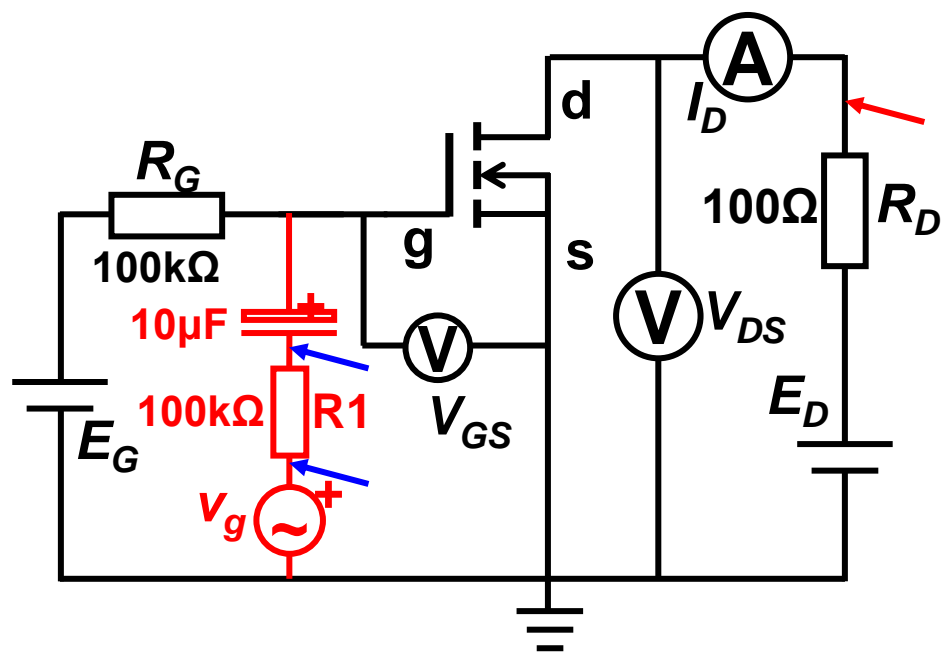 A
I_D
d
R_G
100Ω
R_D
g
s
100kΩ
+
10μF
V
V
V_DS
100kΩ
R1
V_GS
E_D
E_G
v_g
+
~